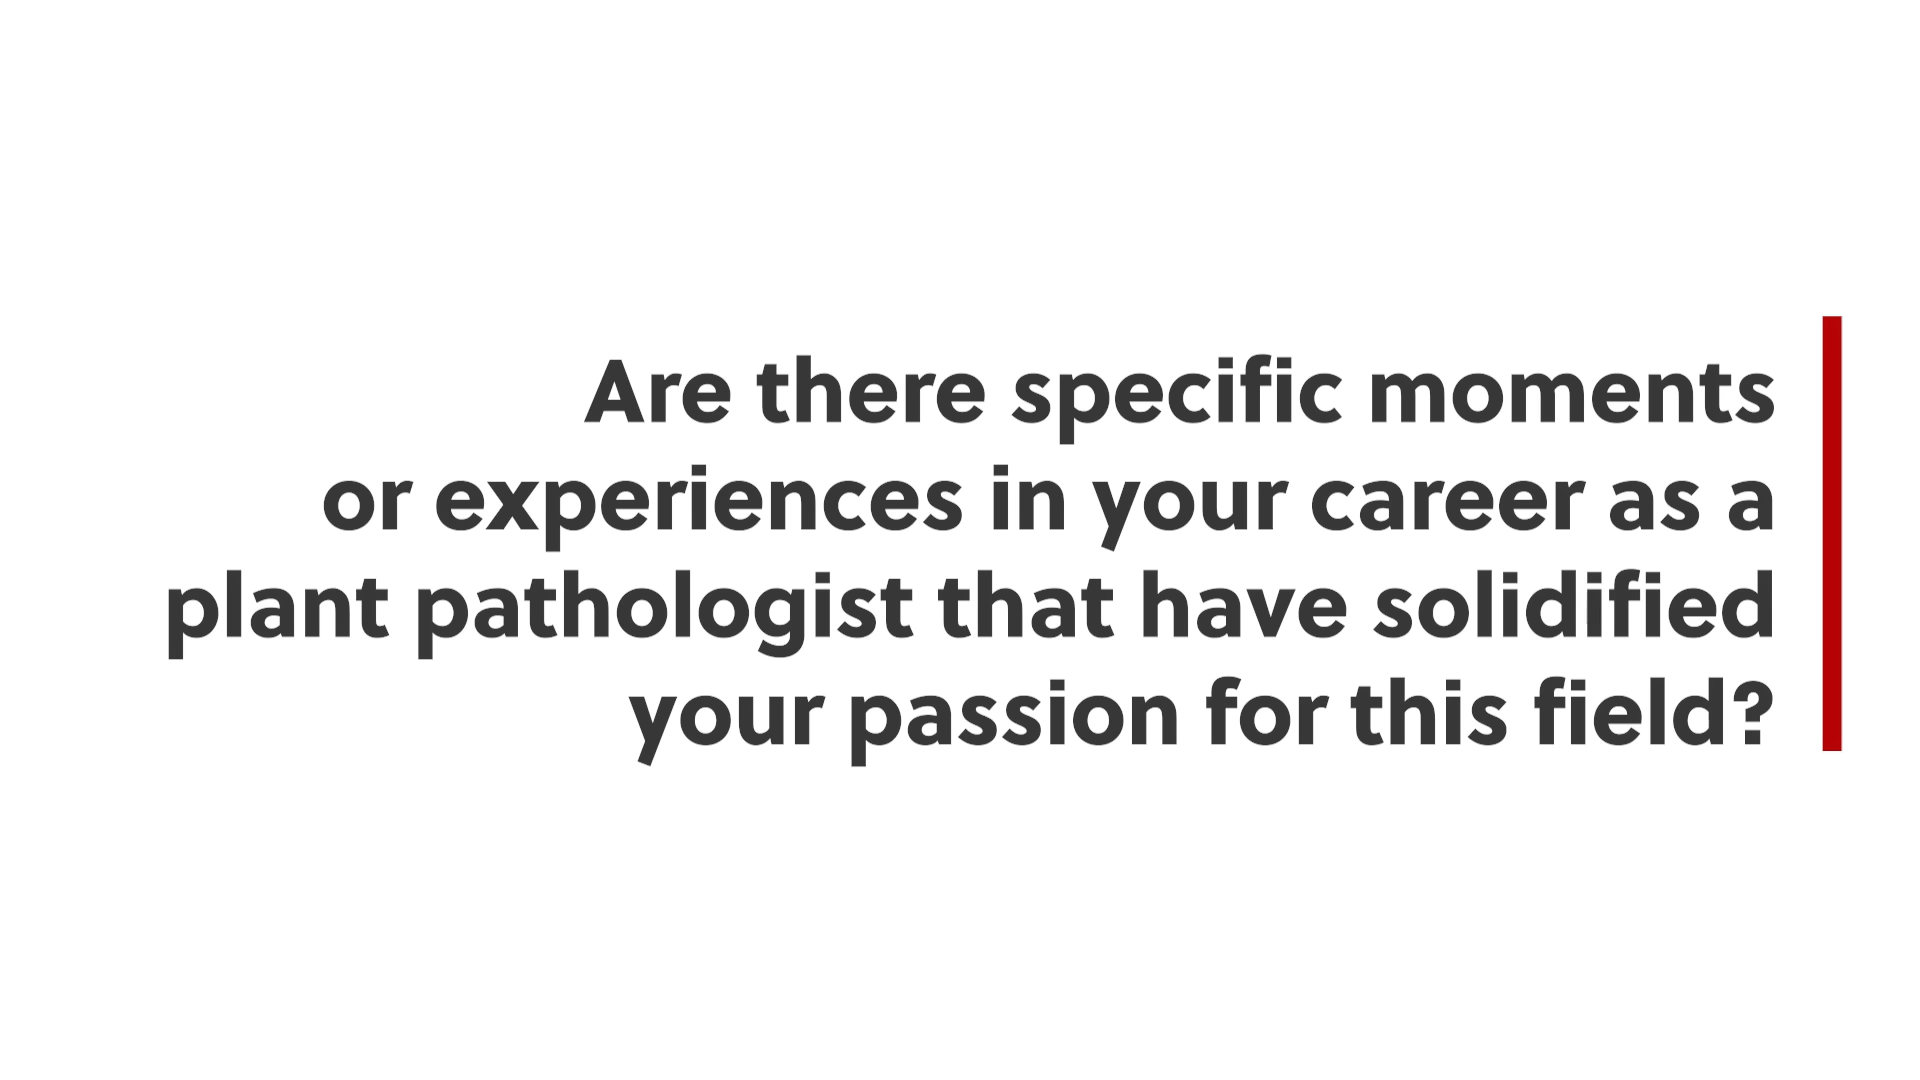 Are there specific moments
or experiences in your career as a
plant pathologist that have solidified
your passion for this field?